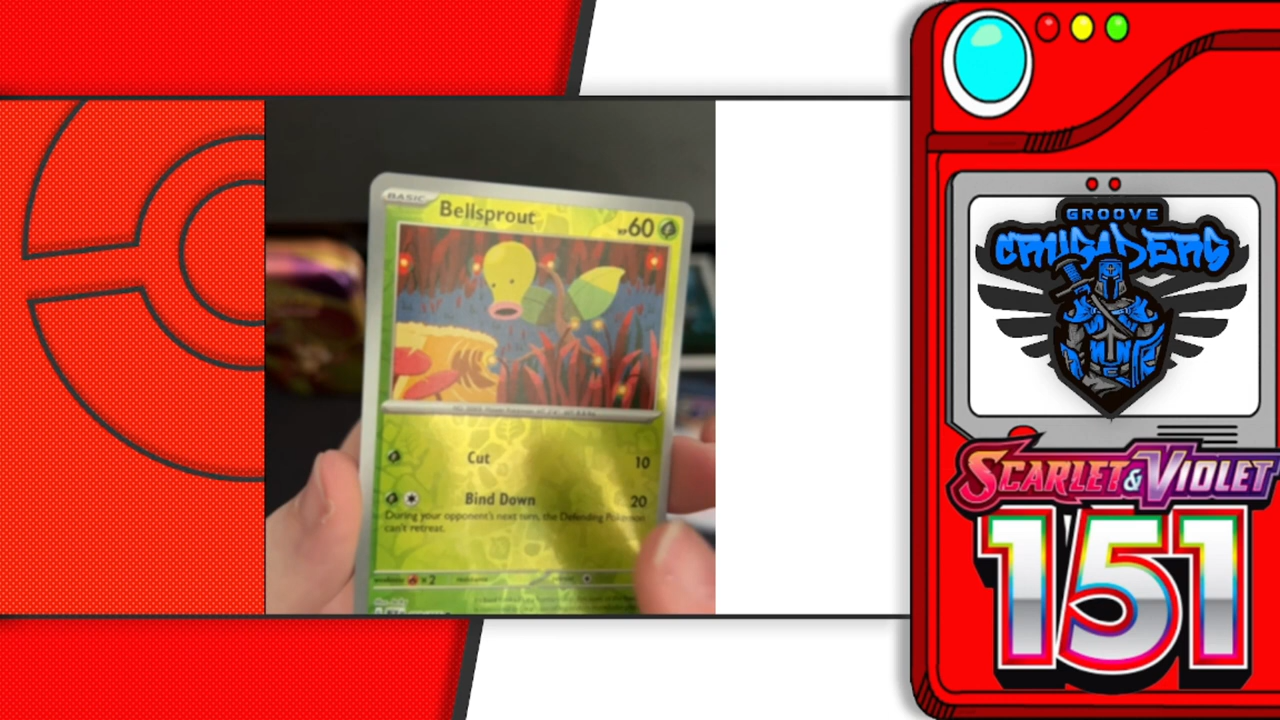 BASIC
Bellsprout
HP 60
Cut 10
Bind Down 20
During your opponent's next turn, the Defending Pokémon
can't retreat.
x2
GROOVE
CRUSADERS
SCARLET & VIOLET
151